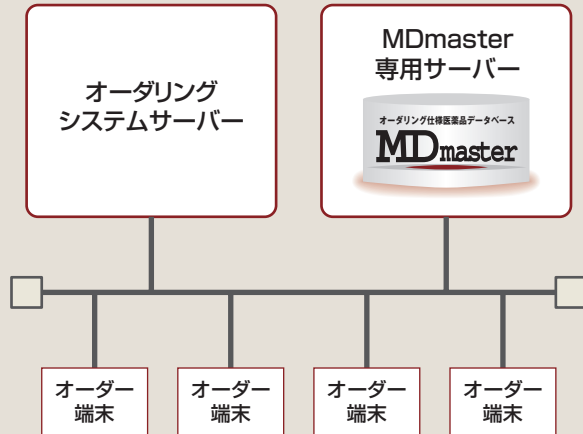 オーダリング
システムサーバー
MDmaster
専用サーバー
オーダリング仕様医薬品データベース
MDmaster
オーダー
端末
オーダー
端末
オーダー
端末
オーダー
端末